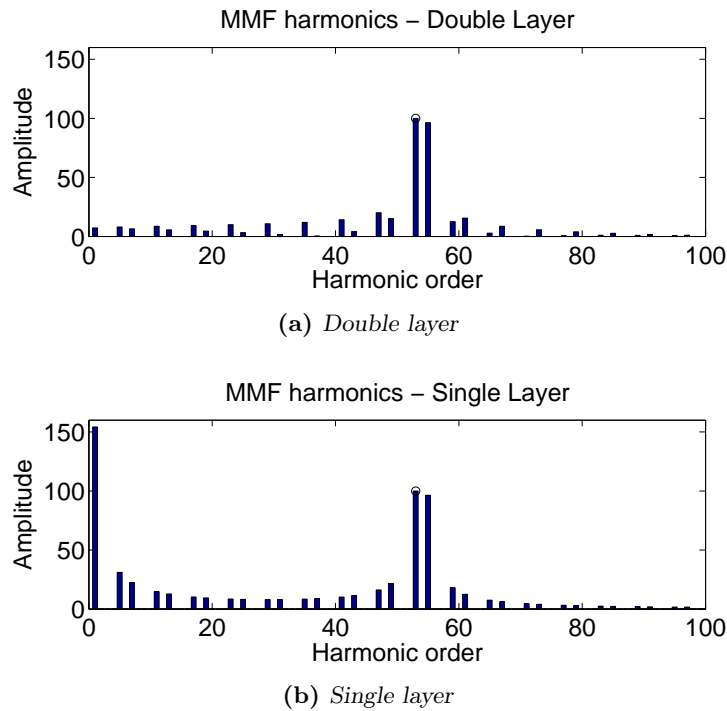 MMF harmonics − Double Layer
150
100
50
0
Amplitude
0 20 40 60 80 100
Harmonic order
(a) Double layer
MMF harmonics − Single Layer
150
100
50
0
Amplitude
0 20 40 60 80 100
Harmonic order
(b) Single layer